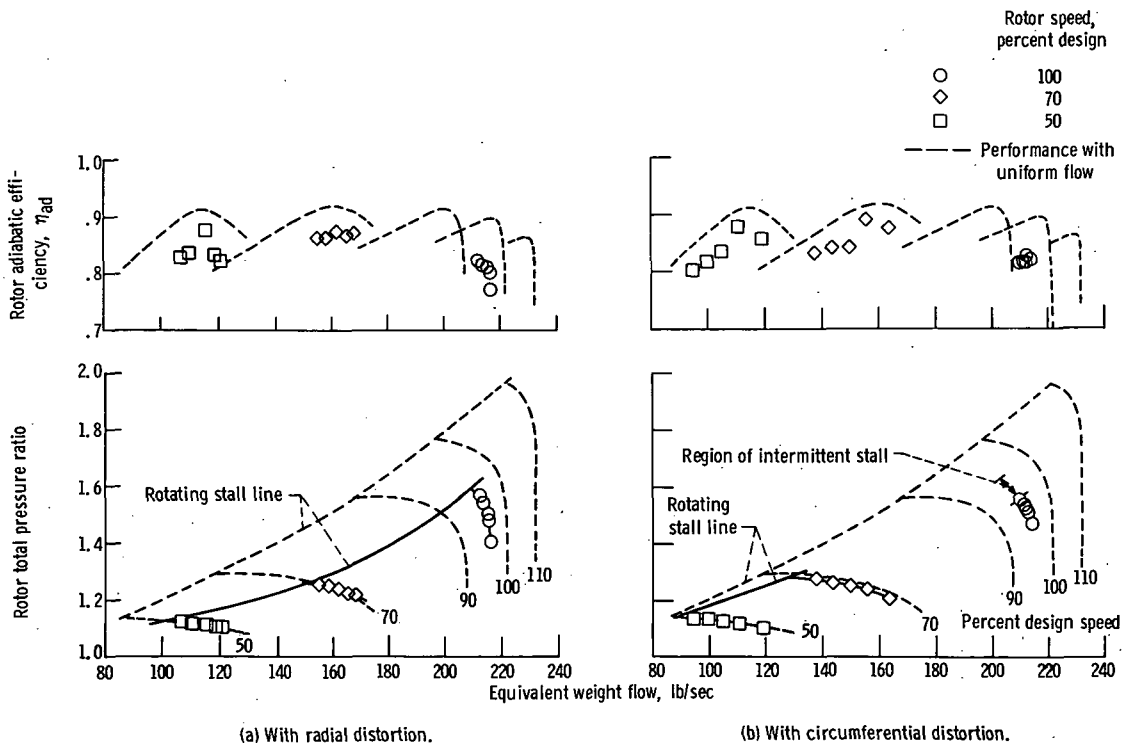 Rotor speed,
percent design
100
70
50
Performance with
uniform flow
Rotor adiabatic effi-
ciency, ηad
1.0
.9
.8
.7
Rotor total pressure ratio
2.0
1.8
1.6
1.4
1.2
1.0
Rotating stall line
50
70
90
100
110
80
100
120
140
160
180
200
220
240
Region of intermittent stall
Rotating
stall line
50
70
90
100
110
Percent design speed
80
100
120
140
160
180
200
220
240
Equivalent weight flow, lb/sec
(a) With radial distortion.
(b) With circumferential distortion.